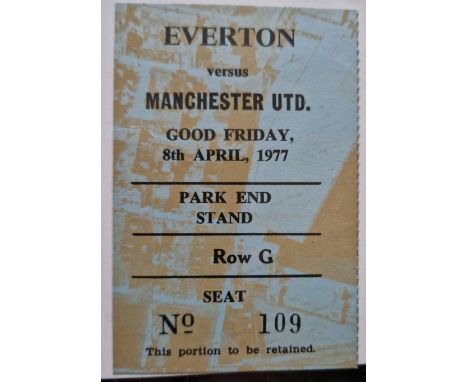 EVERTON
versus
MANCHESTER UTD.
GOOD FRIDAY,
8th APRIL, 1977
PARK END
STAND
Row G
SEAT
Nº 109
This portion to be retained.